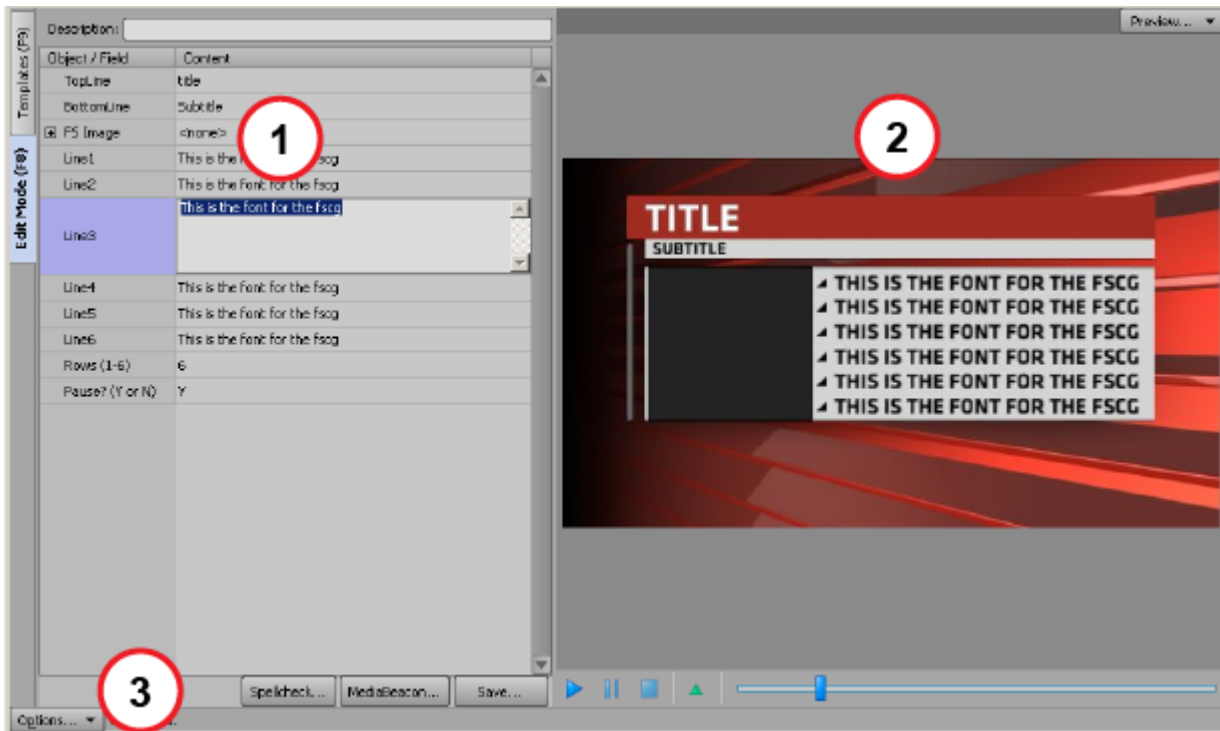 Description:
Preview...
Templates (F9)
Edit Mode (F8)
Object / Field Content
TopLine title
BottomLine Subtitle
FS Image <none>
1
2
Line1 This is the fscg
Line2 This is the font for the fscg
Line3 This is the font for the fscg
Line4 This is the font for the fscg
Line5 This is the font for the fscg
Line6 This is the font for the fscg
Rows (1-6) 6
Pause? (Y or N) Y
TITLE
SUBTITLE
THIS IS THE FONT FOR THE FSCG
THIS IS THE FONT FOR THE FSCG
THIS IS THE FONT FOR THE FSCG
THIS IS THE FONT FOR THE FSCG
THIS IS THE FONT FOR THE FSCG
THIS IS THE FONT FOR THE FSCG
3
Spellcheck... MediaBeacon... Save...
Options...